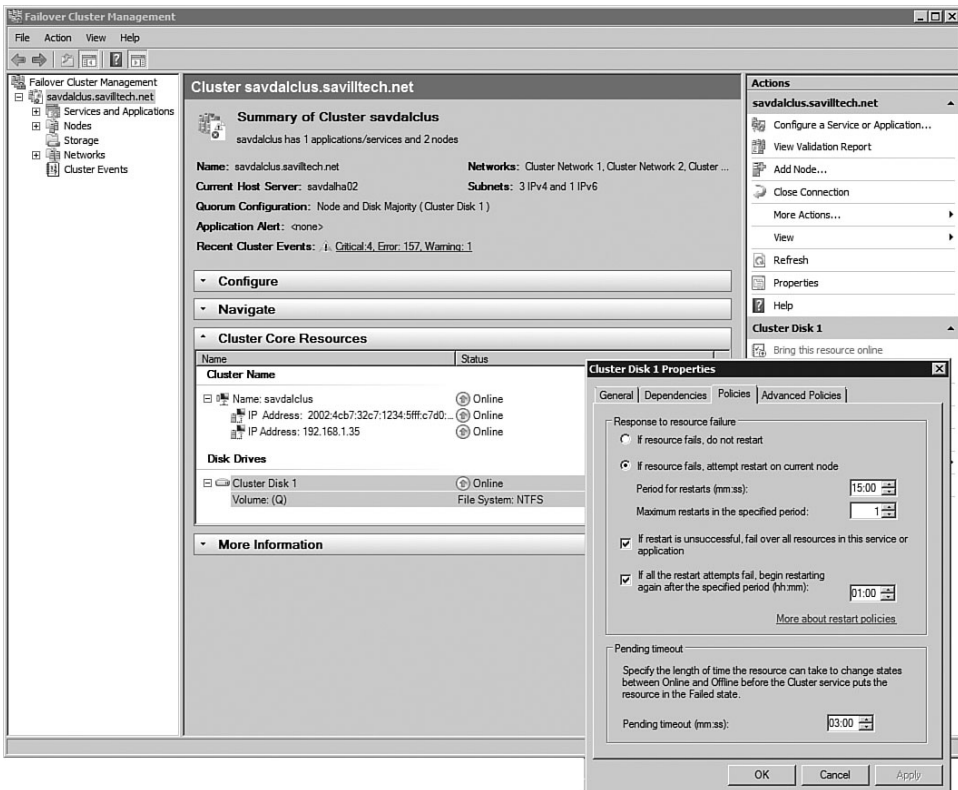 Failover Cluster Management
File Action View Help
Failover Cluster Management
savdalclus.savilltech.net
Services and Applications
Nodes
Storage
Networks
Cluster Events
Cluster savdalclus.savilltech.net
Summary of Cluster savdalclus
savdalclus has 1 applications/services and 2 nodes
Name: savdalclus.savilltech.net
Networks: Cluster Network 1, Cluster Network 2, Cluster ...
Current Host Server: savdalha02
Subnets: 3 IPv4 and 1 IPv6
Quorum Configuration: Node and Disk Majority (Cluster Disk 1)
Application Alert: <none>
Recent Cluster Events: Critical:4, Error: 157, Warning: 1
Configure
Navigate
Cluster Core Resources
Name Status
Cluster Name
Name: savdalclus Online
IP Address: 2002:4cb7:32c7:1234:5fff:c7d0:... Online
IP Address: 192.168.1.35 Online
Disk Drives
Cluster Disk 1 Online
Volume: (Q) File System: NTFS
More Information
Actions
savdalclus.savilltech.net
Configure a Service or Application...
View Validation Report
Add Node...
Close Connection
More Actions...
View
Refresh
Properties
Help
Cluster Disk 1
Bring this resource online
Cluster Disk 1 Properties
General Dependencies Policies Advanced Policies
Response to resource failure
If resource fails, do not restart
If resource fails, attempt restart on current node
Period for restarts (mm:ss): 15:00
Maximum restarts in the specified period: 1
If restart is unsuccessful, fail over all resources in this service or
application
If all the restart attempts fail, begin restarting
again after the specified period (hh:mm): 01:00
More about restart policies
Pending timeout
Specify the length of time the resource can take to change states
between Online and Offline before the Cluster service puts the
resource in the Failed state.
Pending timeout (mm:ss): 03:00
OK Cancel Apply